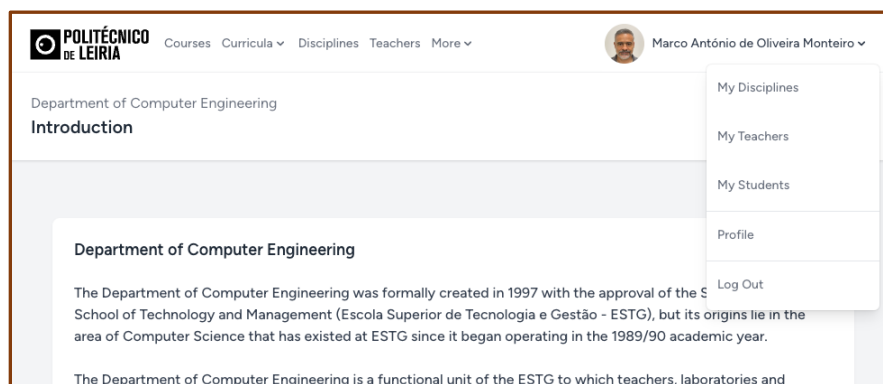 POLITÉCNICO
DE LEIRIA
Courses Curricula Disciplines Teachers More
Marco António de Oliveira Monteiro
My Disciplines
My Teachers
My Students
Profile
Log Out
Department of Computer Engineering
Introduction
Department of Computer Engineering
The Department of Computer Engineering was formally created in 1997 with the approval of the S
School of Technology and Management (Escola Superior de Tecnologia e Gestão - ESTG), but its origins lie in the
area of Computer Science that has existed at ESTG since it began operating in the 1989/90 academic year.
The Department of Computer Engineering is a functional unit of the ESTG to which teachers, laboratories and